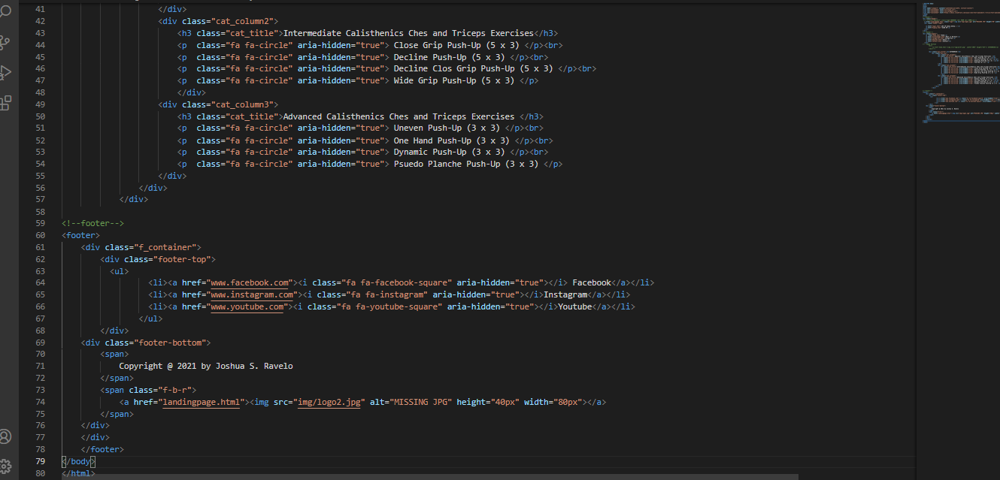 41 </div>
42 <div class="cat_column2">
43 <h3 class="cat_title">Intermediate Calisthenics Ches and Triceps Exercises</h3>
44 <p  class="fa fa-circle" aria-hidden="true"> Close Grip Push-Up (5 x 3) </p><br>
45 <p  class="fa fa-circle" aria-hidden="true"> Decline Push-Up (5 x 3) </p><br>
46 <p  class="fa fa-circle" aria-hidden="true"> Decline Clos Grip Push-Up (5 x 3) </p><br>
47 <p  class="fa fa-circle" aria-hidden="true"> Wide Grip Push-Up (5 x 3) </p>
48 </div>
49 <div class="cat_column3">
50 <h3 class="cat_title">Advanced Calisthenics Ches and Triceps Exercises </h3>
51 <p  class="fa fa-circle" aria-hidden="true"> Uneven Push-Up (3 x 3) </p><br>
52 <p  class="fa fa-circle" aria-hidden="true"> One Hand Push-Up (3 x 3) </p><br>
53 <p  class="fa fa-circle" aria-hidden="true"> Dynamic Push-Up (3 x 3) </p><br>
54 <p  class="fa fa-circle" aria-hidden="true"> Psuedo Planche Push-Up (3 x 3) </p>
55 </div>
56 </div>
57 </div>
58
59 <!--footer-->
60 <footer>
61 <div class="f_container">
62 <div class="footer-top">
63 <ul>
64 <li><a href="www.facebook.com"><i class="fa fa-facebook-square" aria-hidden="true"></i> Facebook</a></li>
65 <li><a href="www.instagram.com"><i class="fa fa-instagram" aria-hidden="true"></i>Instagram</a></li>
66 <li><a href="www.youtube.com"><i class="fa fa-youtube-square" aria-hidden="true"></i>Youtube</a></li>
67 </ul>
68 </div>
69 <div class="footer-bottom">
70 <span>
71 Copyright @ 2021 by Joshua S. Ravelo
72 </span>
73 <span class="f-b-r">
74 <a href="landingpage.html"><img src="img/logo2.jpg" alt="MISSING JPG" height="40px" width="80px"></a>
75 </span>
76 </div>
77 </div>
78 </footer>
79 </body>
80 </html>